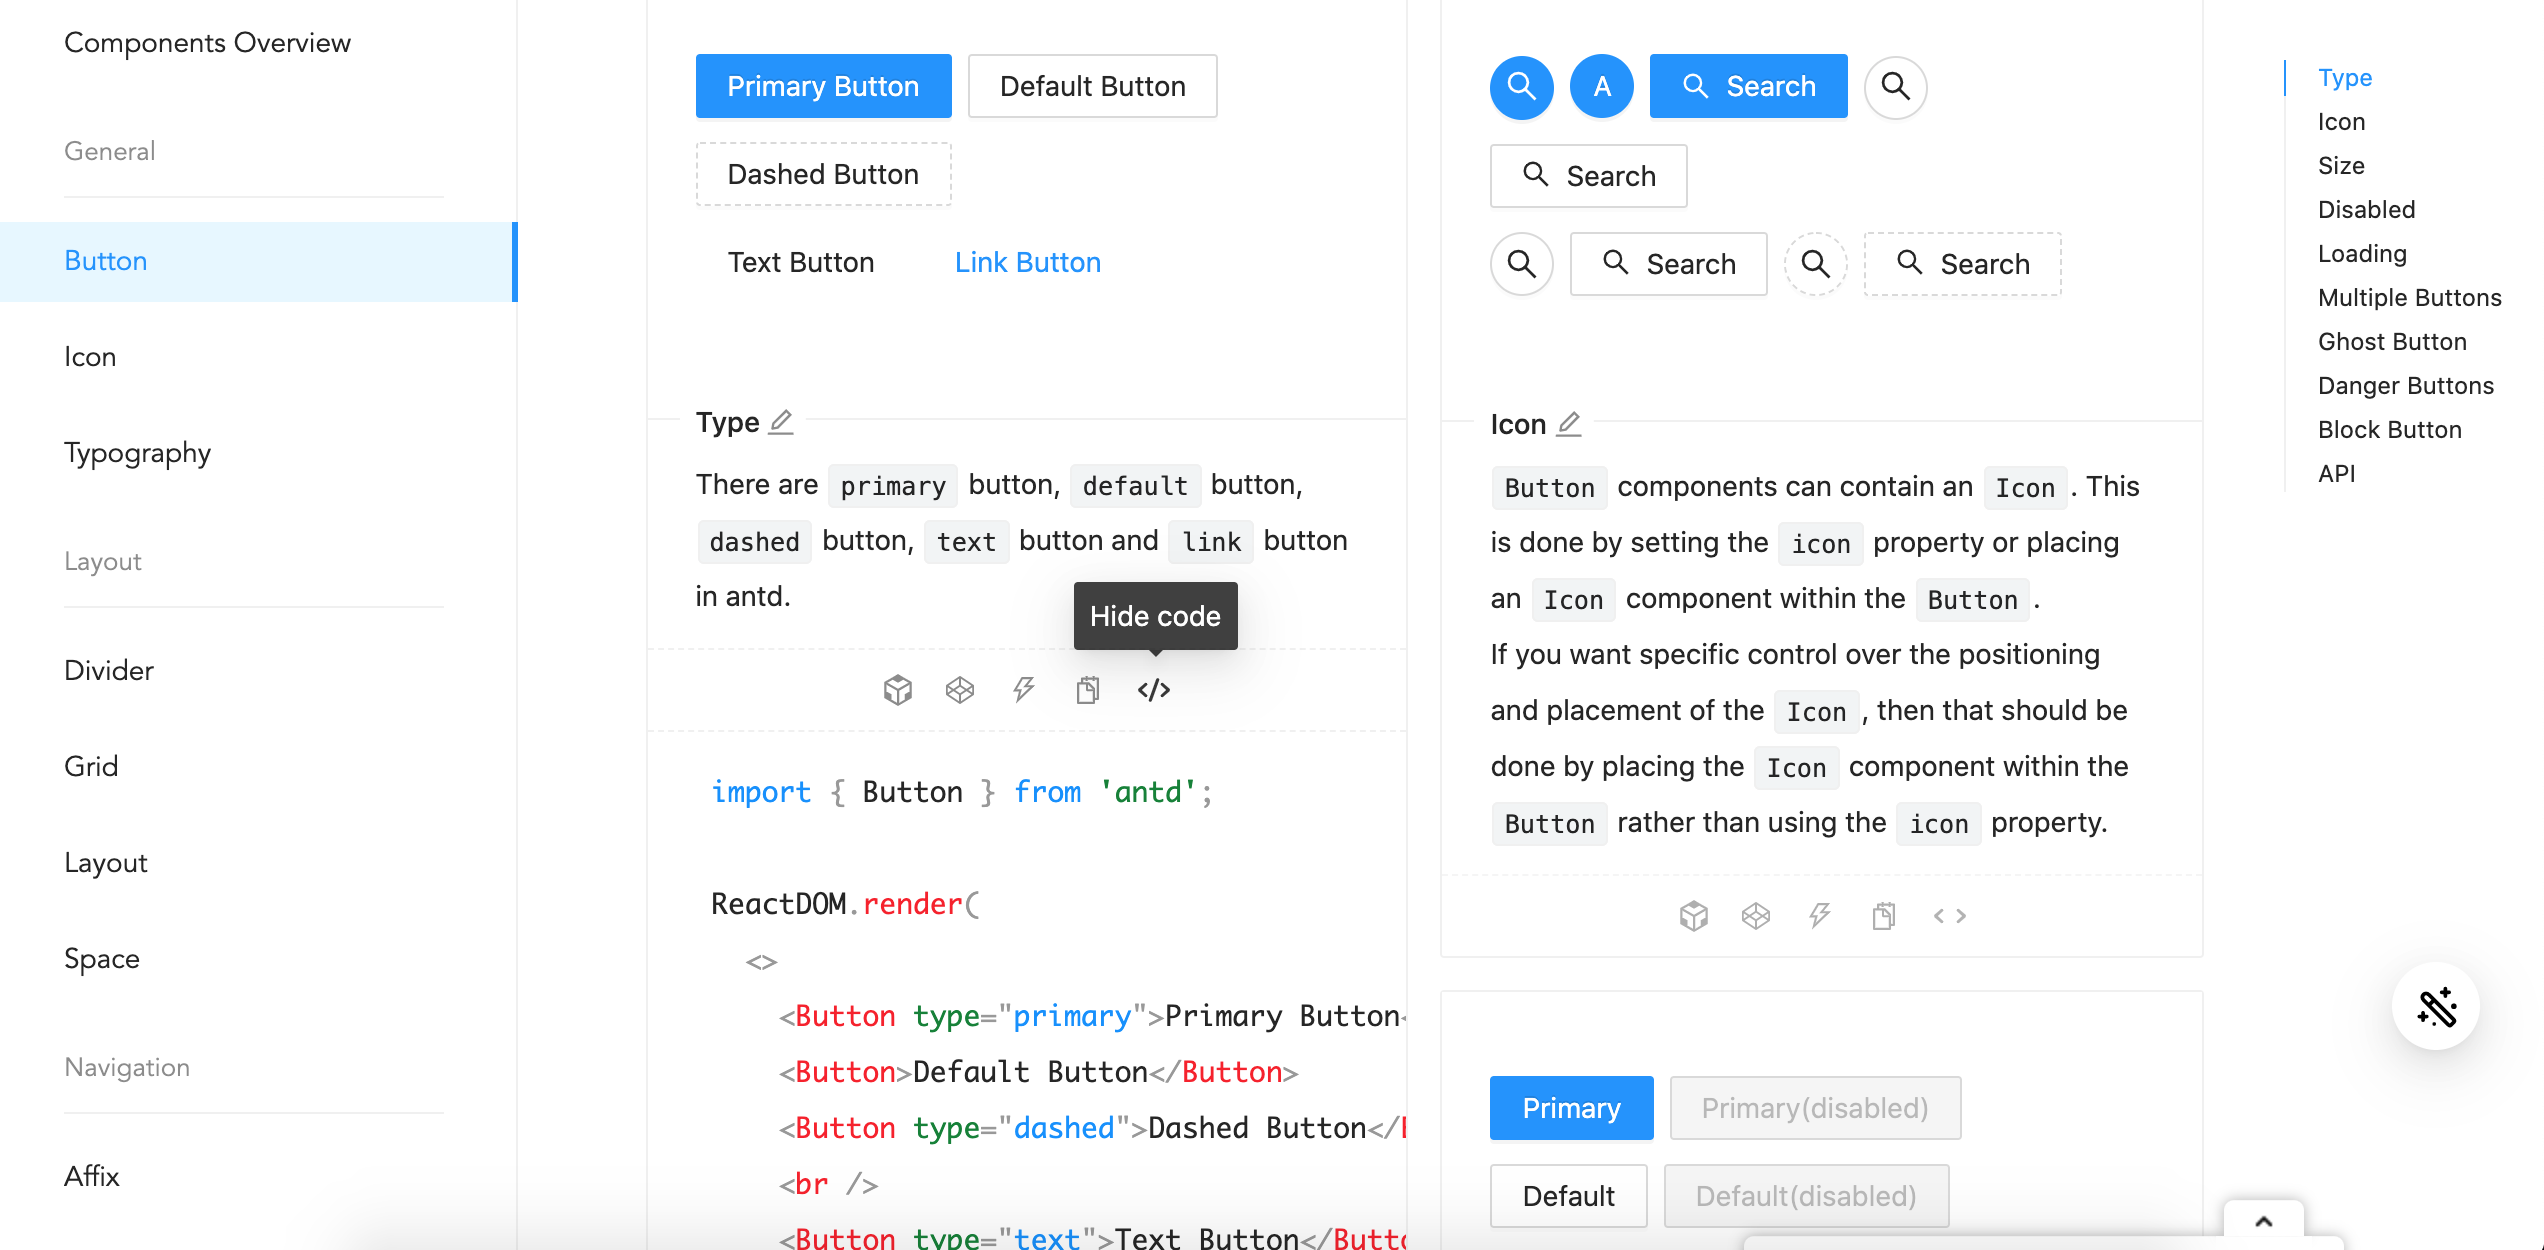 Components Overview
General
Button
Icon
Typography
Layout
Divider
Grid
Layout
Space
Navigation
Affix
Primary Button
Default Button
Dashed Button
Text Button
Link Button
Type
There are primary button, default button,
dashed button, text button and link button
in antd.
Hide code
</>
import { Button } from 'antd';
ReactDOM.render(
<>
<Button type="primary">Primary Button<
<Button>Default Button</Button>
<Button type="dashed">Dashed Button</B
<br />
<Button type="text">Text Button</Butto
A
Search
Search
Search
Search
Icon
Button components can contain an Icon. This
is done by setting the icon property or placing
an Icon component within the Button.
If you want specific control over the positioning
and placement of the Icon, then that should be
done by placing the Icon component within the
Button rather than using the icon property.
< >
Primary
Primary(disabled)
Default
Default(disabled)
Type
Icon
Size
Disabled
Loading
Multiple Buttons
Ghost Button
Danger Buttons
Block Button
API